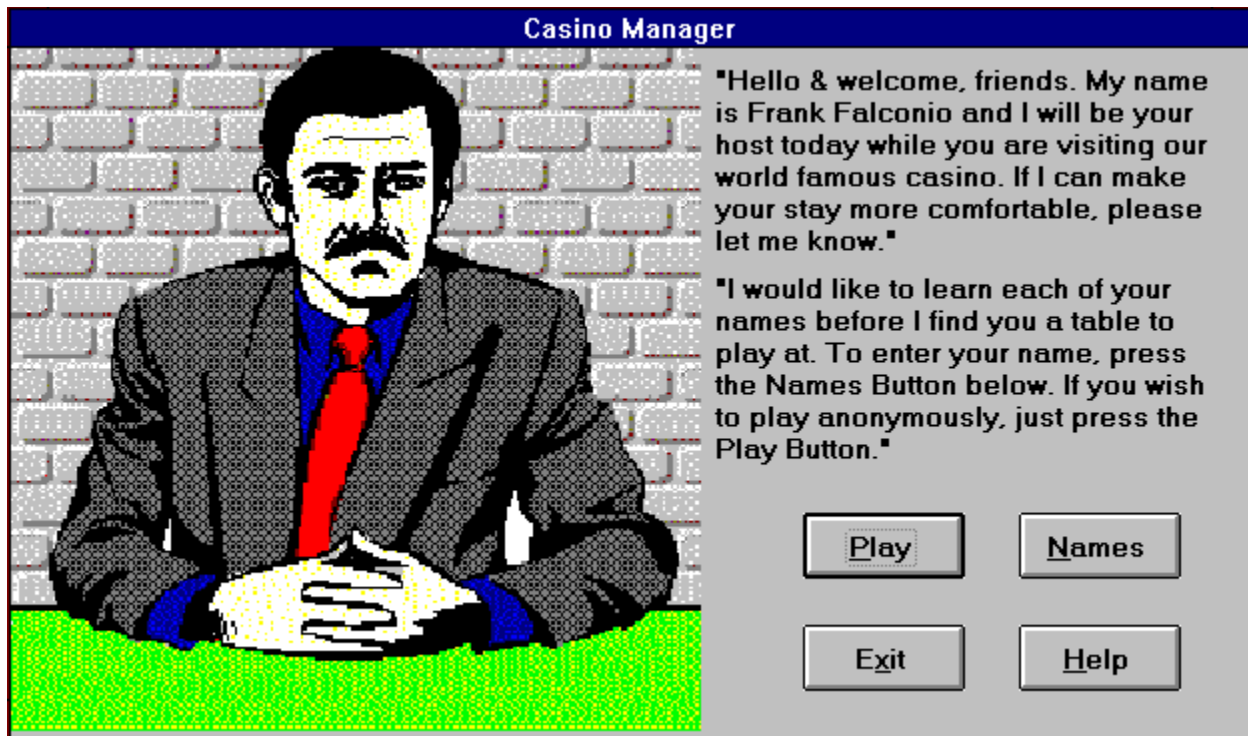 Casino Manager
"Hello & welcome, friends. My name
is Frank Falconio and I will be your
host today while you are visiting our
world famous casino. If I can make
your stay more comfortable, please
let me know."
"I would like to learn each of your
names before I find you a table to
play at. To enter your name, press
the Names Button below. If you wish
to play anonymously, just press the
Play Button."
Play
Names
Exit
Help